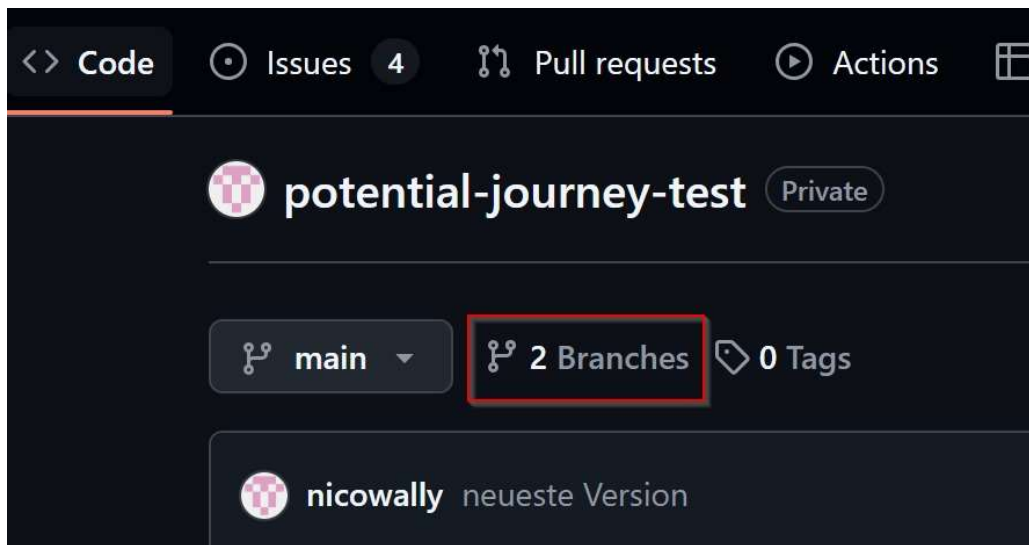 Code Issues 4 Pull requests Actions
potential-journey-test Private
main 2 Branches 0 Tags
nicowally neueste Version